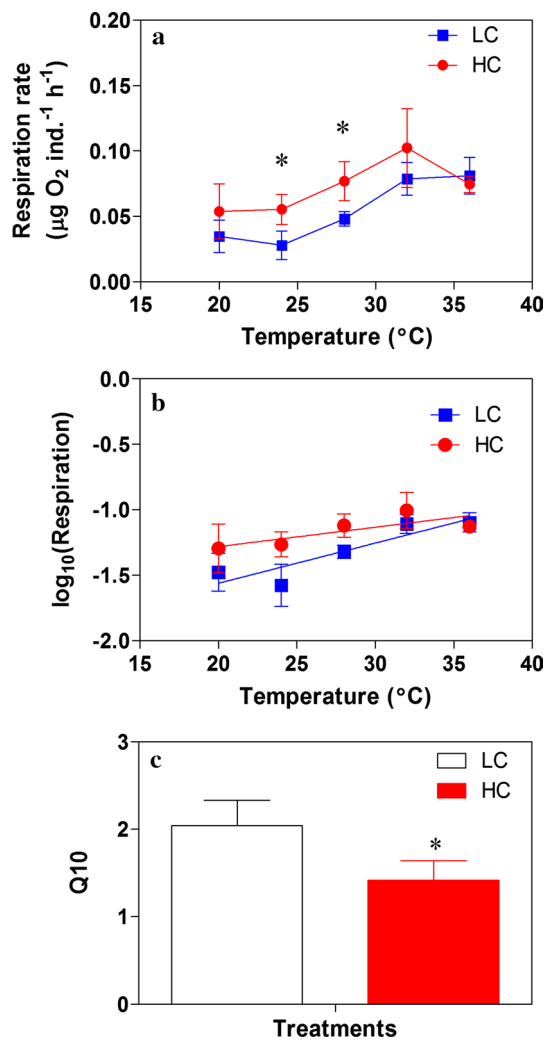 a
LC
HC
Respiration rate
(µg O₂ ind.⁻¹ h⁻¹)
0.20
0.15
0.10
0.05
0.00
*
*
15 20 25 30 35 40
Temperature (°C)
b
LC
HC
log₁₀(Respiration)
0.0
-0.5
-1.0
-1.5
-2.0
15 20 25 30 35 40
Temperature (°C)
c
LC
HC
Q10
3
2
1
0
*
Treatments